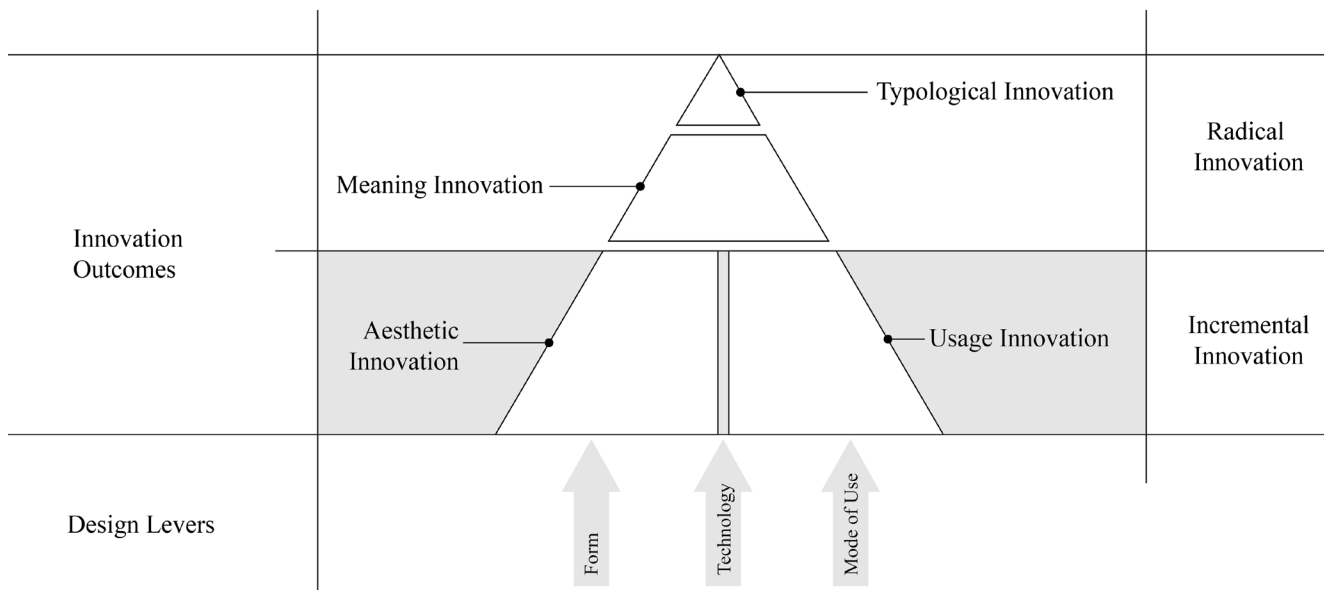 Typological Innovation
Radical
Innovation
Meaning Innovation
Innovation
Outcomes
Aesthetic
Innovation
Usage Innovation
Incremental
Innovation
Design Levers
Form
Technology
Mode of Use